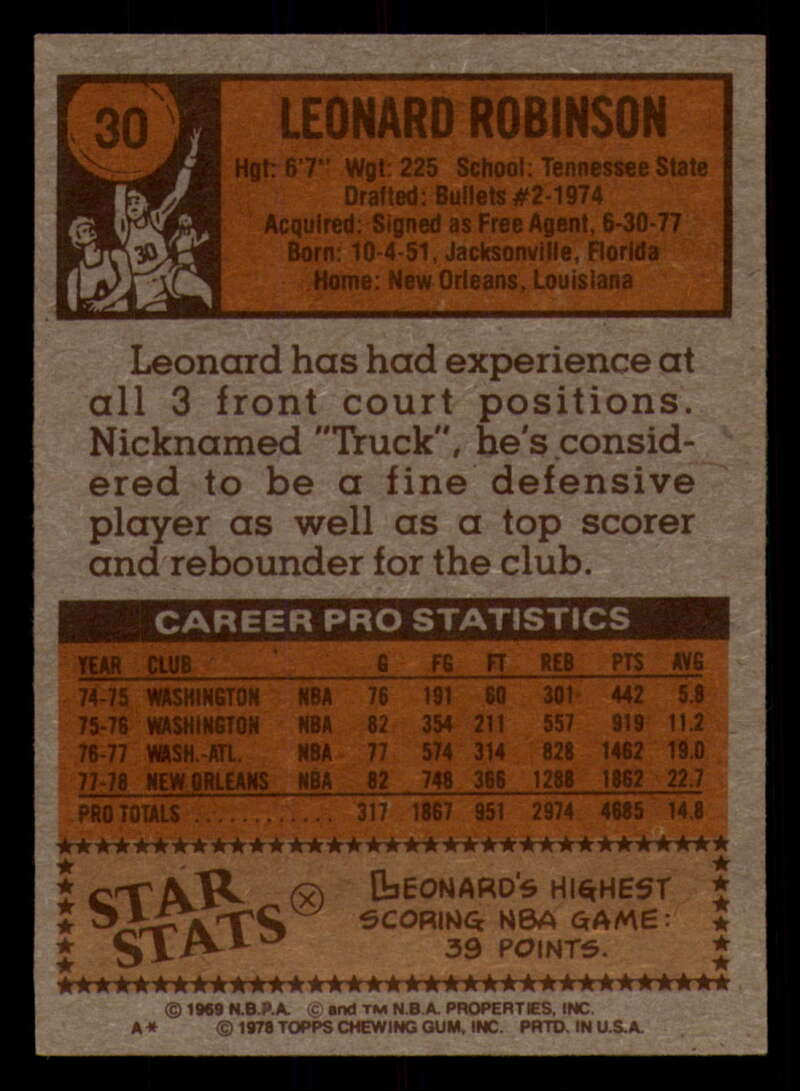 30
LEONARD ROBINSON
Hgt: 6'7" Wgt: 225 School: Tennessee State
Drafted: Bullets #2-1974
Acquired: Signed as Free Agent, 6-30-77
Born: 10-4-51, Jacksonville, Florida
Home: New Orleans, Louisiana
30
Leonard has had experience at
all 3 front court positions.
Nicknamed "Truck", he's consid-
ered to be a fine defensive
player as well as a top scorer
and rebounder for the club.
CAREER PRO STATISTICS
YEAR CLUB G FG FT REB PTS AVG
74-75 WASHINGTON NBA 76 191 60 301 442 5.8
75-76 WASHINGTON NBA 82 354 211 557 919 11.2
76-77 WASH.-ATL. NBA 77 574 314 828 1462 19.0
77-78 NEW ORLEANS NBA 82 748 366 1288 1862 22.7
PRO TOTALS ............ 317 1867 951 2974 4685 14.8
STAR
STATS
LEONARD'S HIGHEST
SCORING NBA GAME:
39 POINTS.
© 1969 N.B.P.A. © and TM N.B.A. PROPERTIES, INC.
A* © 1978 TOPPS CHEWING GUM, INC. PRTD. IN U.S.A.